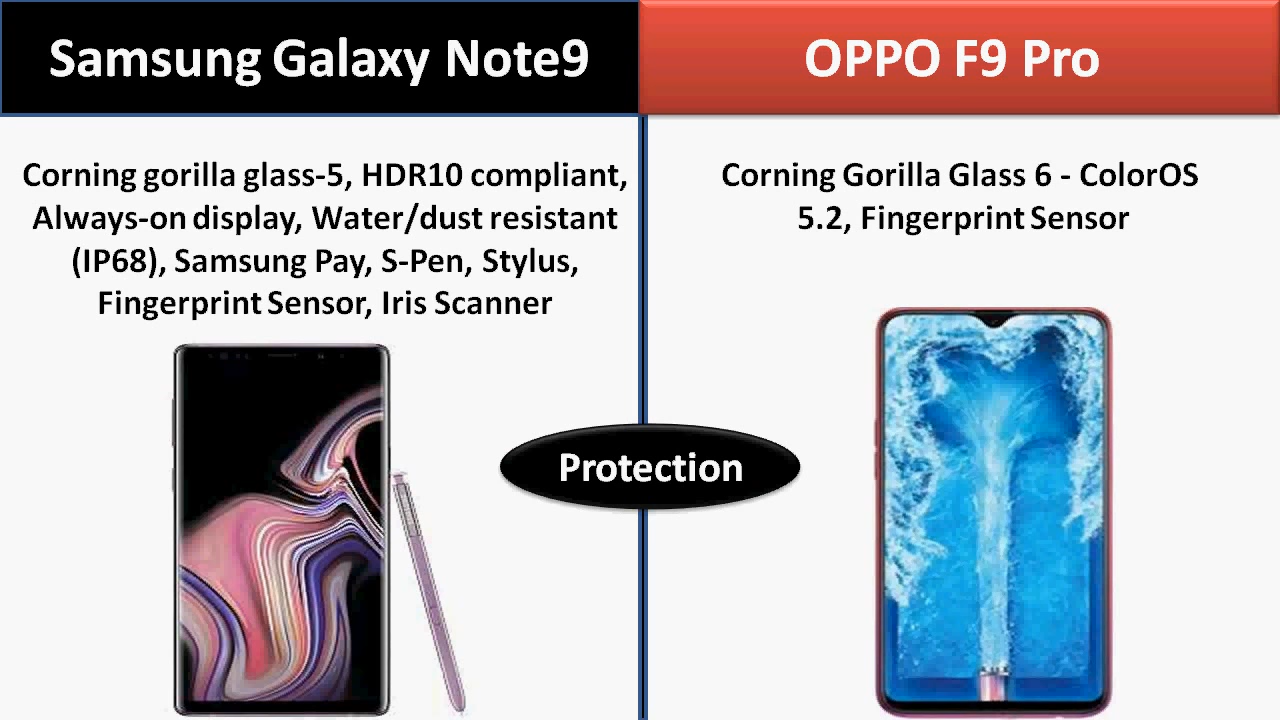 Samsung Galaxy Note9
OPPO F9 Pro
Corning gorilla glass-5, HDR10 compliant,
Always-on display, Water/dust resistant
(IP68), Samsung Pay, S-Pen, Stylus,
Fingerprint Sensor, Iris Scanner
Corning Gorilla Glass 6 - ColorOS
5.2, Fingerprint Sensor
Protection